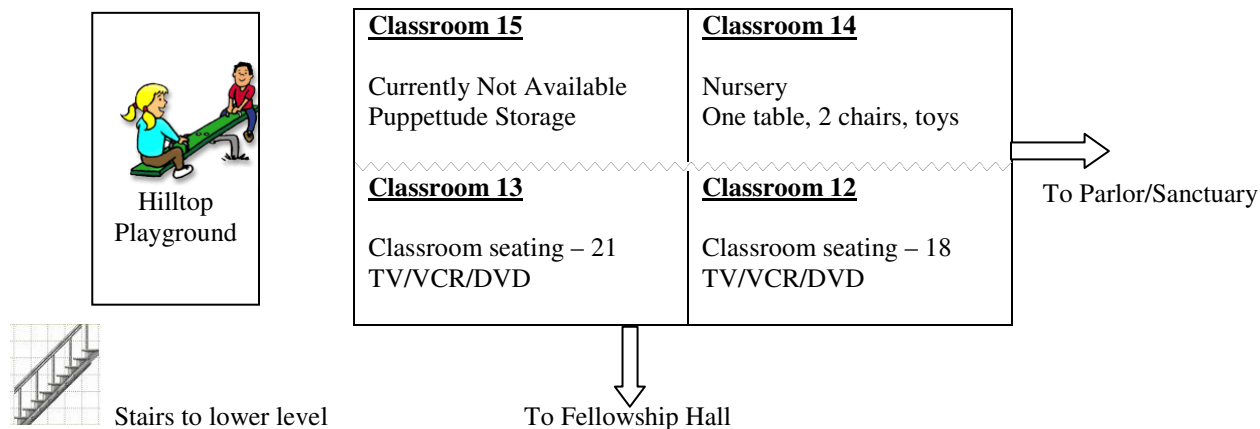 Classroom 15
Currently Not Available
Puppettude Storage
Classroom 14
Nursery
One table, 2 chairs, toys
Hilltop
Playground
Classroom 13
Classroom seating – 21
TV/VCR/DVD
Classroom 12
Classroom seating – 18
TV/VCR/DVD
To Parlor/Sanctuary
Stairs to lower level
To Fellowship Hall